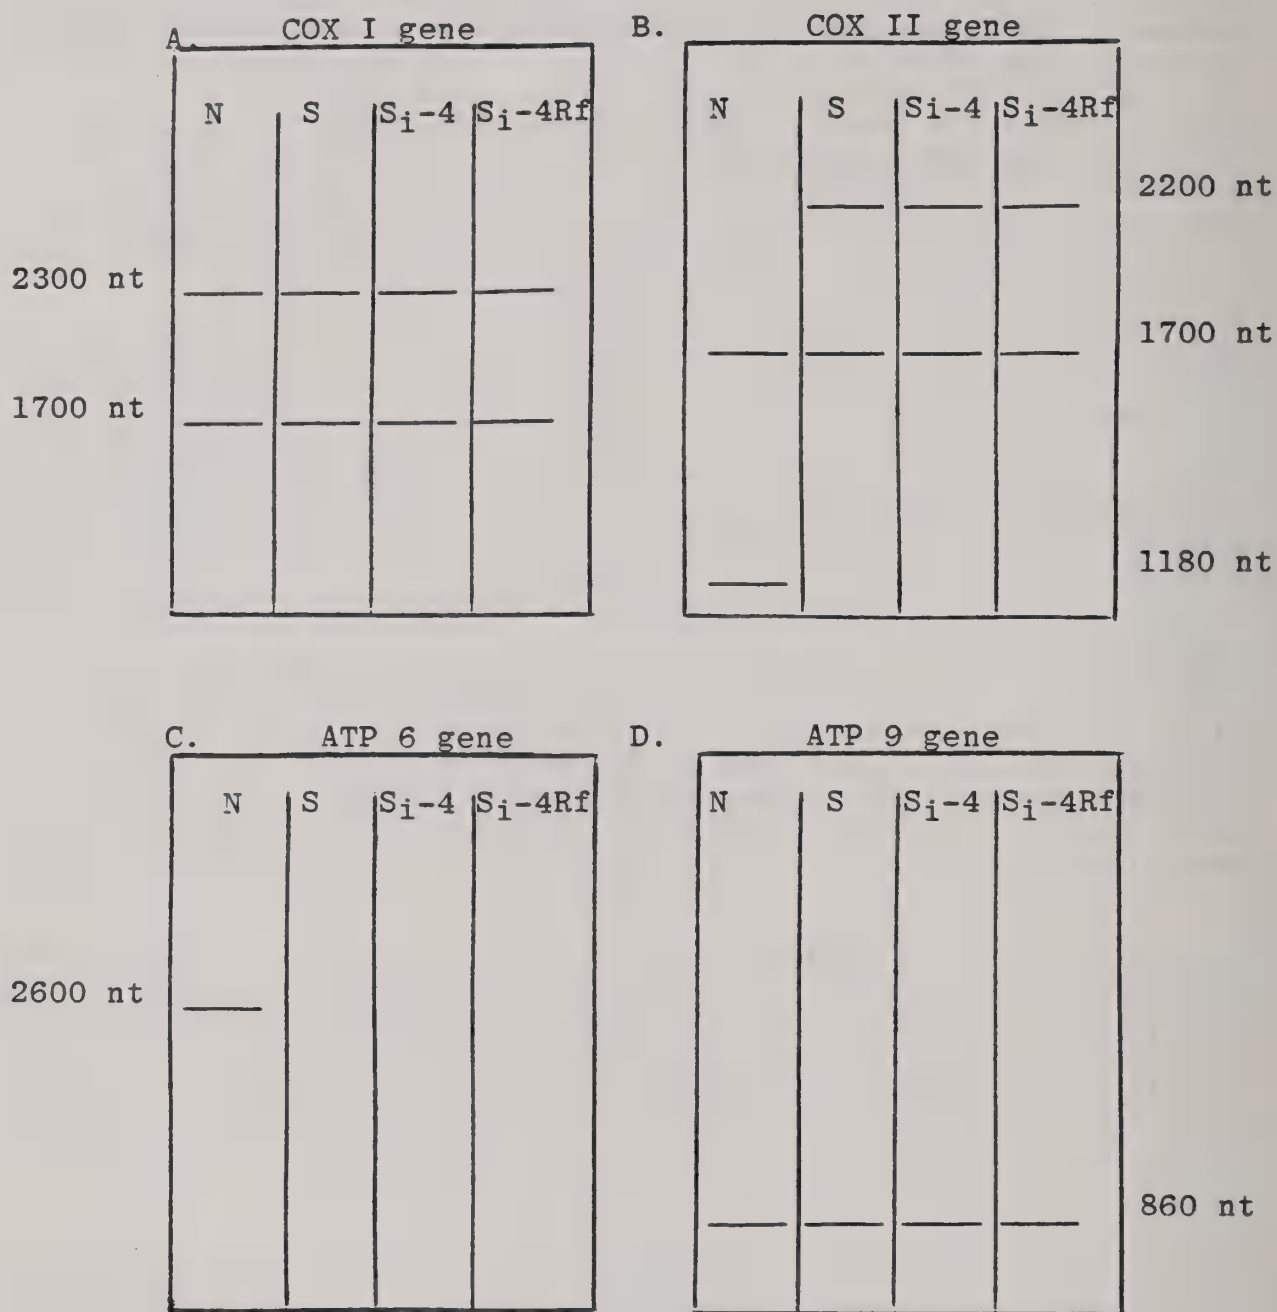 A. COX I gene
N S Si-4 Si-4Rf
2300 nt
1700 nt
B. COX II gene
N S Si-4 Si-4Rf
2200 nt
1700 nt
1180 nt
C. ATP 6 gene
N S Si-4 Si-4Rf
2600 nt
D. ATP 9 gene
N S Si-4 Si-4Rf
860 nt